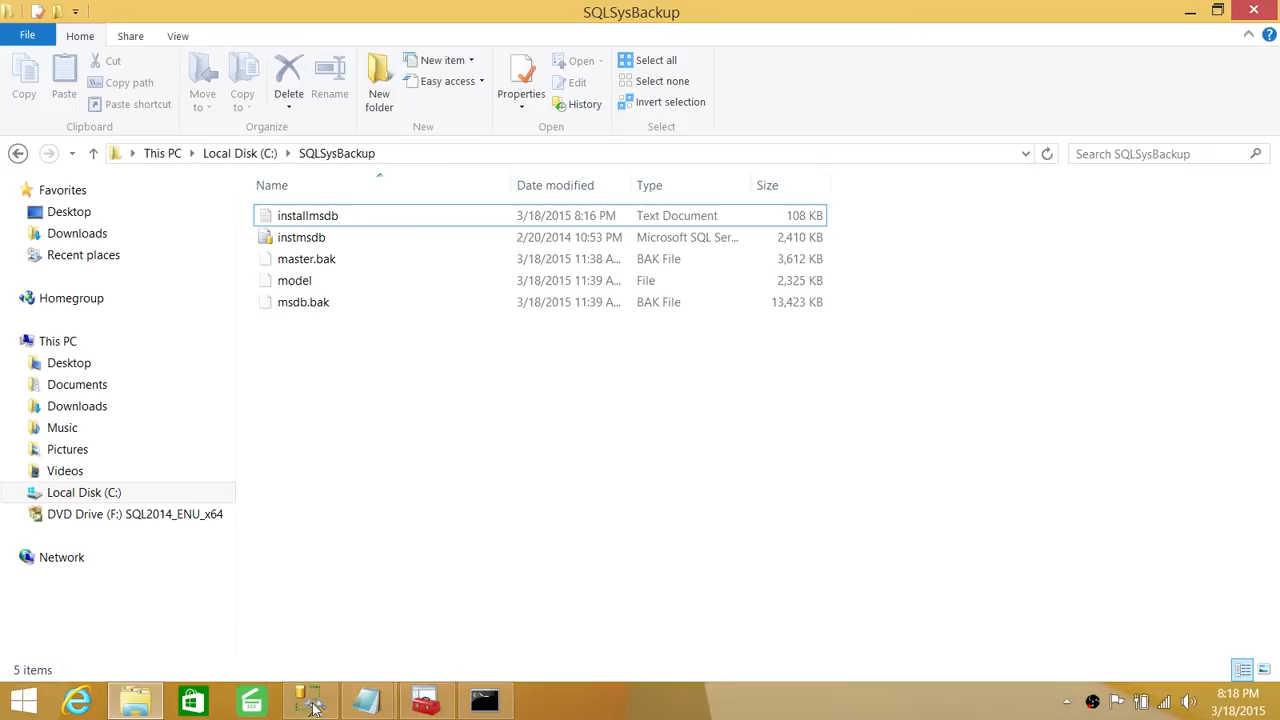 SQLSysBackup
File Home Share View
Copy
Paste
Cut
Copy path
Paste shortcut
Clipboard
Move to
Copy to
Delete
Rename
Organize
New folder
New item
Easy access
New
Properties
Open
Edit
History
Open
Select all
Select none
Invert selection
Select
This PC Local Disk (C:) SQLSysBackup
Search SQLSysBackup
Name Date modified Type Size
installmsdb 3/18/2015 8:16 PM Text Document 108 KB
instmsdb 2/20/2014 10:53 PM Microsoft SQL Ser... 2,410 KB
master.bak 3/18/2015 11:38 A... BAK File 3,612 KB
model 3/18/2015 11:39 A... File 2,325 KB
msdb.bak 3/18/2015 11:39 A... BAK File 13,423 KB
Favorites
Desktop
Downloads
Recent places
Homegroup
This PC
Desktop
Documents
Downloads
Music
Pictures
Videos
Local Disk (C:)
DVD Drive (F:) SQL2014_ENU_x64
Network
5 items
8:18 PM
3/18/2015